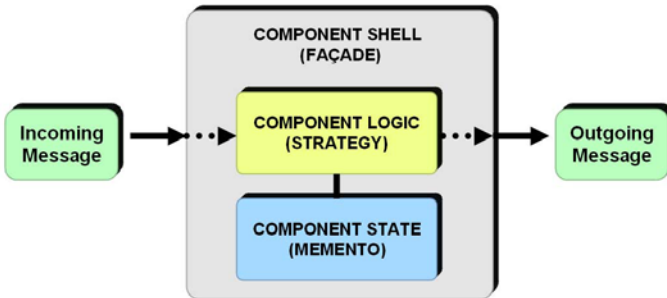 COMPONENT SHELL
(FAÇADE)
Incoming
Message
COMPONENT LOGIC
(STRATEGY)
Outgoing
Message
COMPONENT STATE
(MEMENTO)